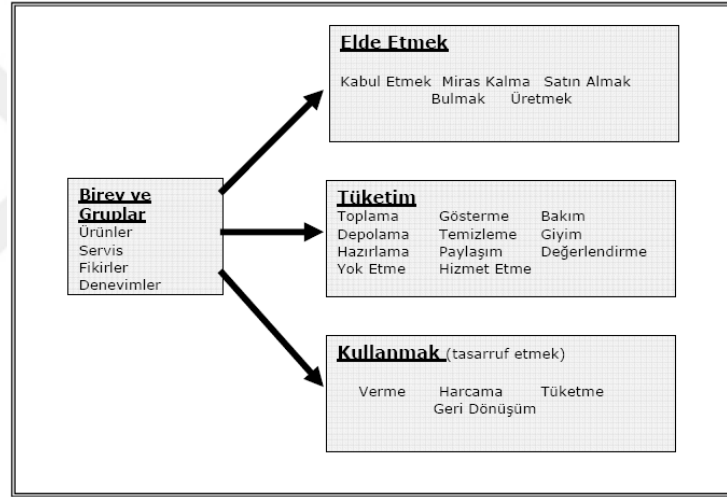 Elde Etmek
Kabul Etmek Miras Kalma Satın Almak
Bulmak Üretmek
Birey ve
Gruplar
Ürünler
Servis
Fikirler
Denevimler
Tüketim
Toplama Gösterme Bakım
Depolama Temizleme Giyim
Hazırlama Paylaşım Değerlendirme
Yok Etme Hizmet Etme
Kullanmak (tasarruf etmek)
Verme Harcama Tüketme
Geri Dönüşüm